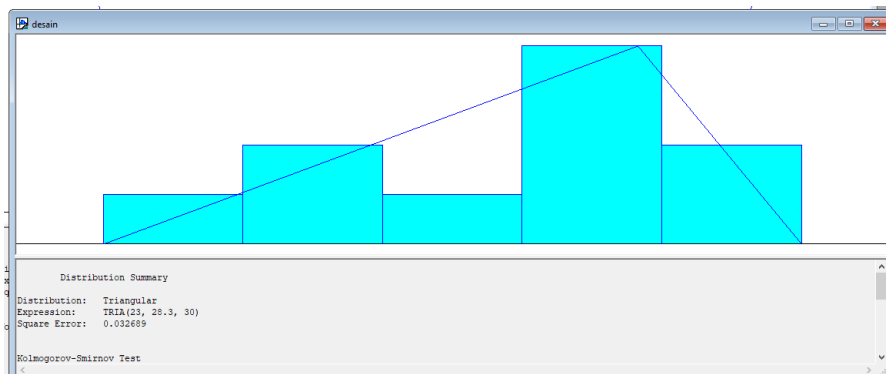 desain
Distribution Summary
Distribution: Triangular
Expression: TRIA(23, 28.3, 30)
Square Error: 0.032689
Kolmogorov-Smirnov Test